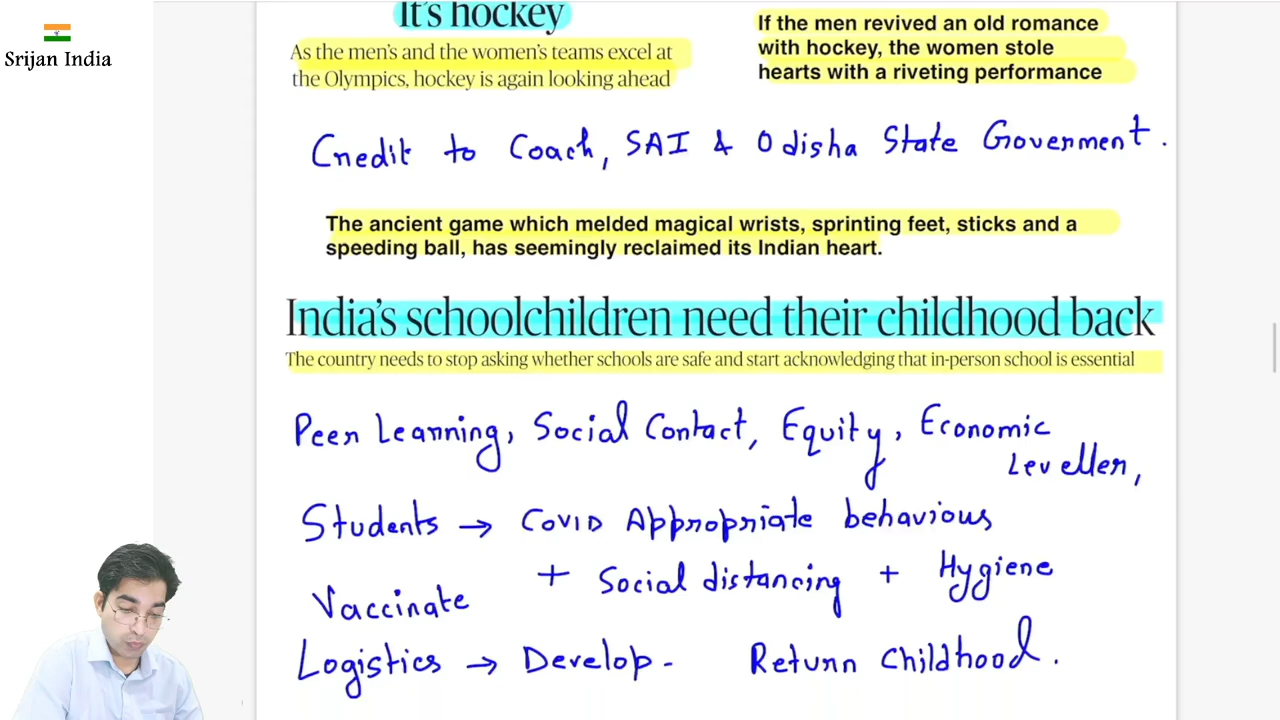 Srijan India
It's hockey
As the men's and the women's teams excel at
the Olympics, hockey is again looking ahead
If the men revived an old romance
with hockey, the women stole
hearts with a riveting performance
Credit to Coach, SAI & Odisha State Goverment.
The ancient game which melded magical wrists, sprinting feet, sticks and a
speeding ball, has seemingly reclaimed its Indian heart.
India's schoolchildren need their childhood back
The country needs to stop asking whether schools are safe and start acknowledging that in-person school is essential
Peer Learning, Social Contact, Equity, Economic
Leveller,
Students → COVID Appropriate behavious
+ Social distancing + Hygiene
Vaccinate
Logistics → Develop - Return Childhood.